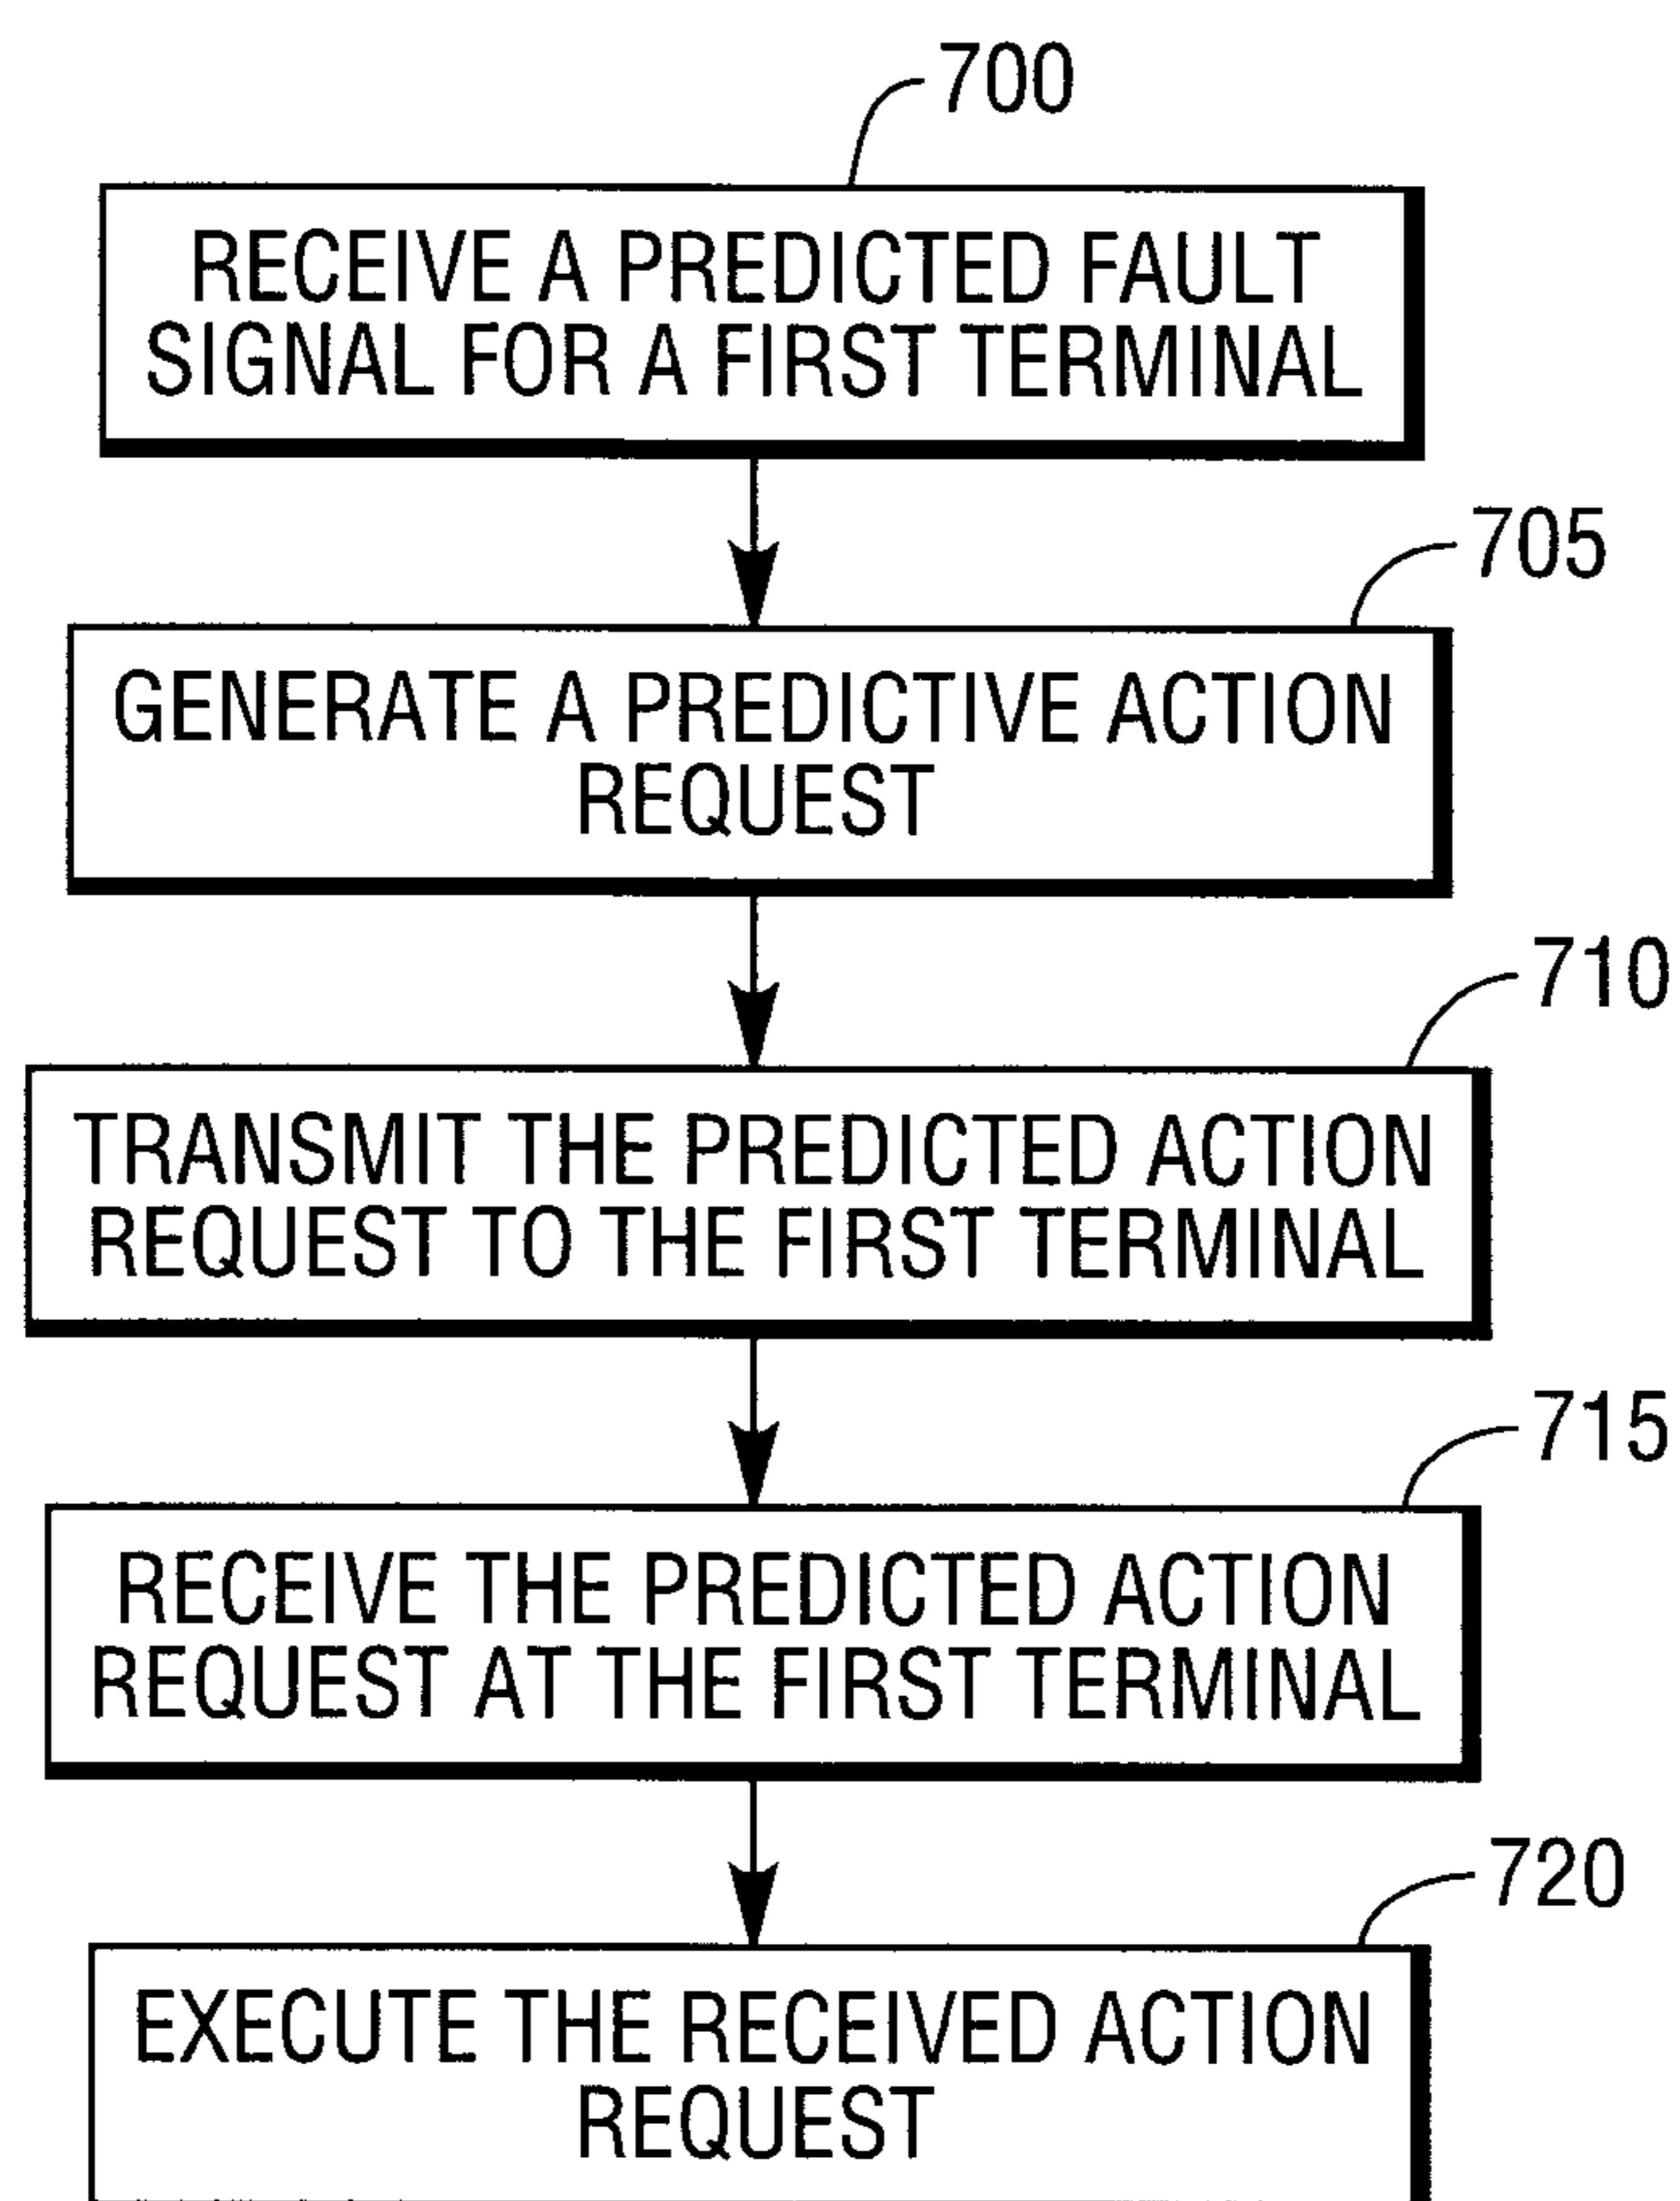 700
RECEIVE A PREDICTED FAULT
SIGNAL FOR A FIRST TERMINAL
705
GENERATE A PREDICTIVE ACTION
REQUEST
710
TRANSMIT THE PREDICTED ACTION
REQUEST TO THE FIRST TERMINAL
715
RECEIVE THE PREDICTED ACTION
REQUEST AT THE FIRST TERMINAL
720
EXECUTE THE RECEIVED ACTION
REQUEST